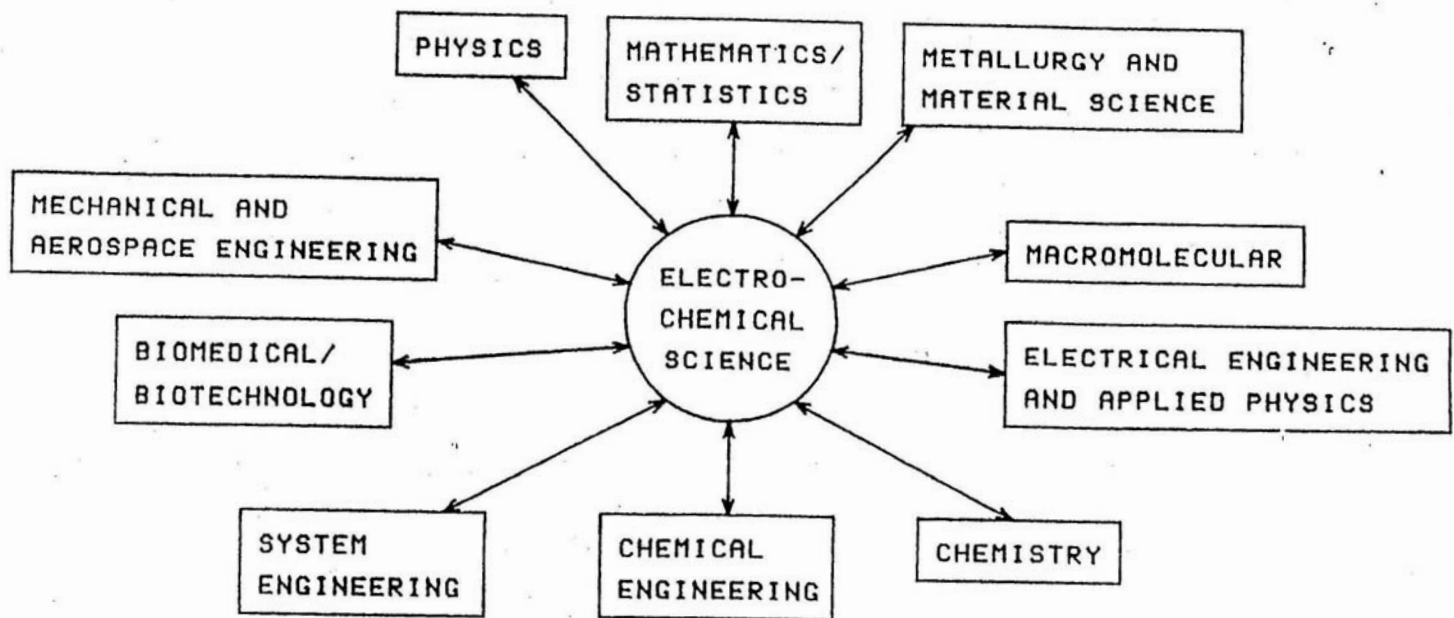 PHYSICS
MATHEMATICS/
STATISTICS
METALLURGY AND
MATERIAL SCIENCE
MECHANICAL AND
AEROSPACE ENGINEERING
ELECTRO-
CHEMICAL
SCIENCE
MACROMOLECULAR
BIOMEDICAL/
BIOTECHNOLOGY
ELECTRICAL ENGINEERING
AND APPLIED PHYSICS
SYSTEM
ENGINEERING
CHEMICAL
ENGINEERING
CHEMISTRY